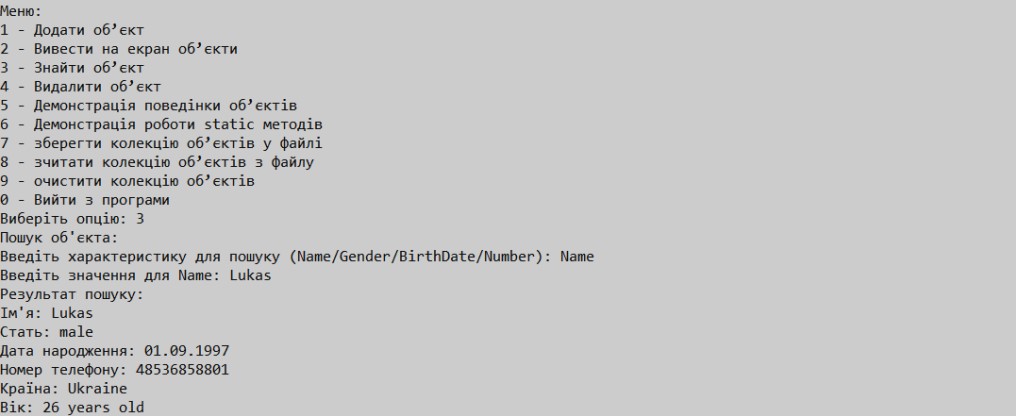 Меню:
1 - Додати об’єкт
2 - Вивести на екран об’єкти
3 - Знайти об’єкт
4 - Видалити об’єкт
5 - Демонстрація поведінки об’єктів
6 - Демонстрація роботи static методів
7 - зберегти колекцію об’єктів у файлі
8 - зчитати колекцію об’єктів з файлу
9 - очистити колекцію об’єктів
0 - Вийти з програми
Виберіть опцію: 3
Пошук об'єкта:
Введіть характеристику для пошуку (Name/Gender/BirthDate/Number): Name
Введіть значення для Name: Lukas
Результат пошуку:
Ім'я: Lukas
Стать: male
Дата народження: 01.09.1997
Номер телефону: 48536858801
Країна: Ukraine
Вік: 26 years old